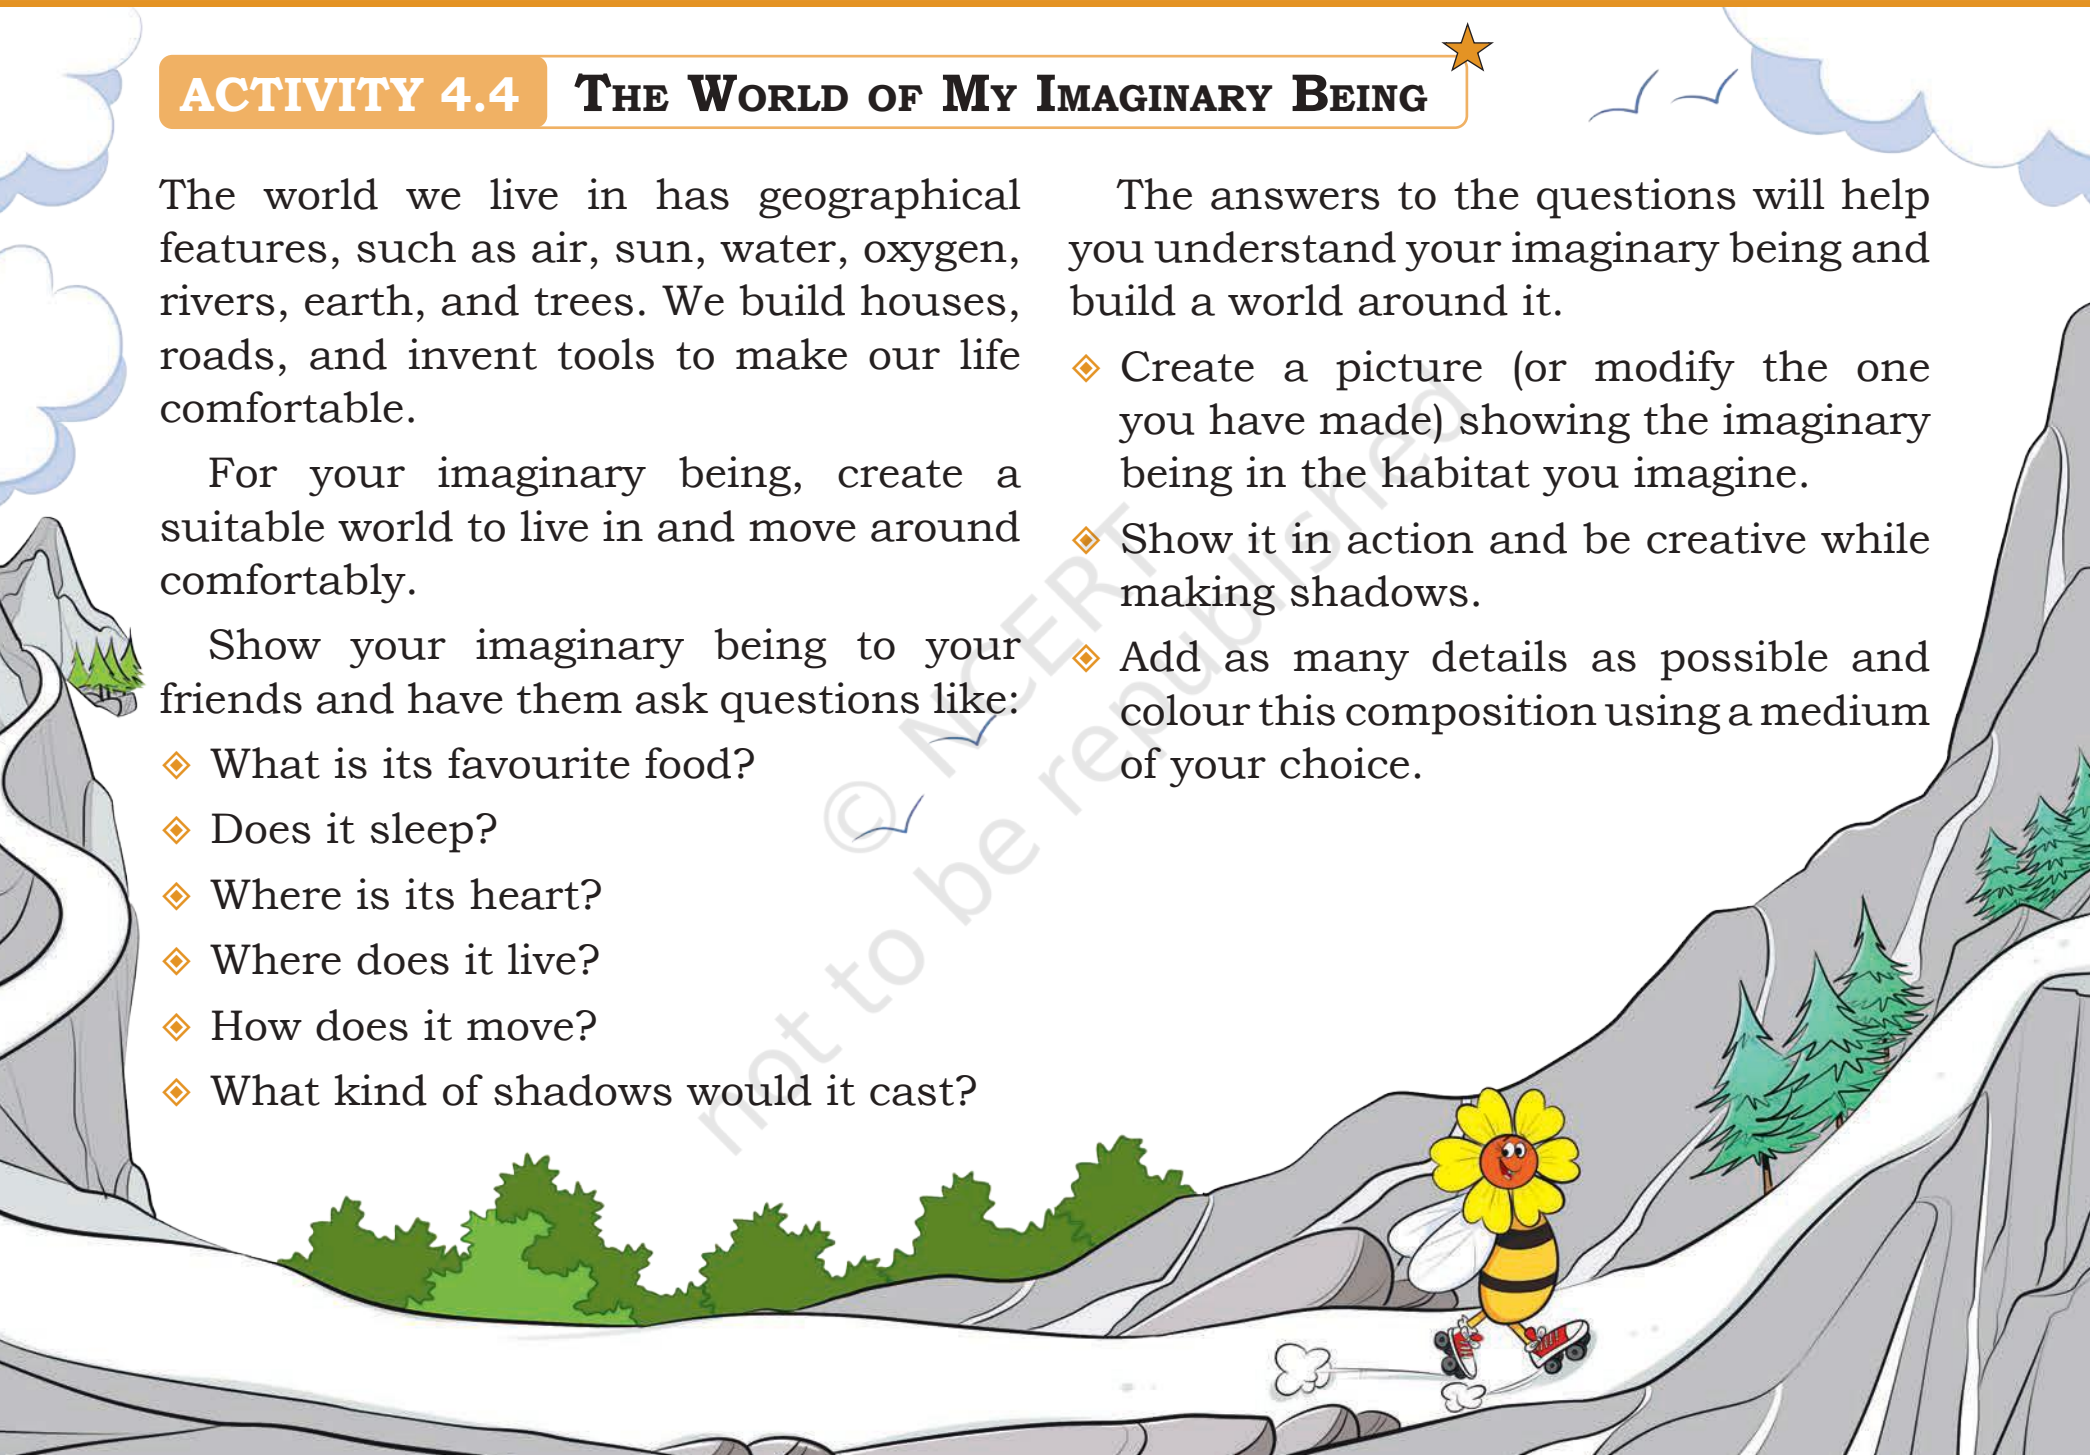 ACTIVITY 4.4 The World of My Imaginary Being
The world we live in has geographical
features, such as air, sun, water, oxygen,
rivers, earth, and trees. We build houses,
roads, and invent tools to make our life
comfortable.
For your imaginary being, create a
suitable world to live in and move around
comfortably.
Show your imaginary being to your
friends and have them ask questions like:
What is its favourite food?
Does it sleep?
Where is its heart?
Where does it live?
How does it move?
What kind of shadows would it cast?
The answers to the questions will help
you understand your imaginary being and
build a world around it.
Create a picture (or modify the one
you have made) showing the imaginary
being in the habitat you imagine.
Show it in action and be creative while
making shadows.
Add as many details as possible and
colour this composition using a medium
of your choice.
© NCERT
not to be republished